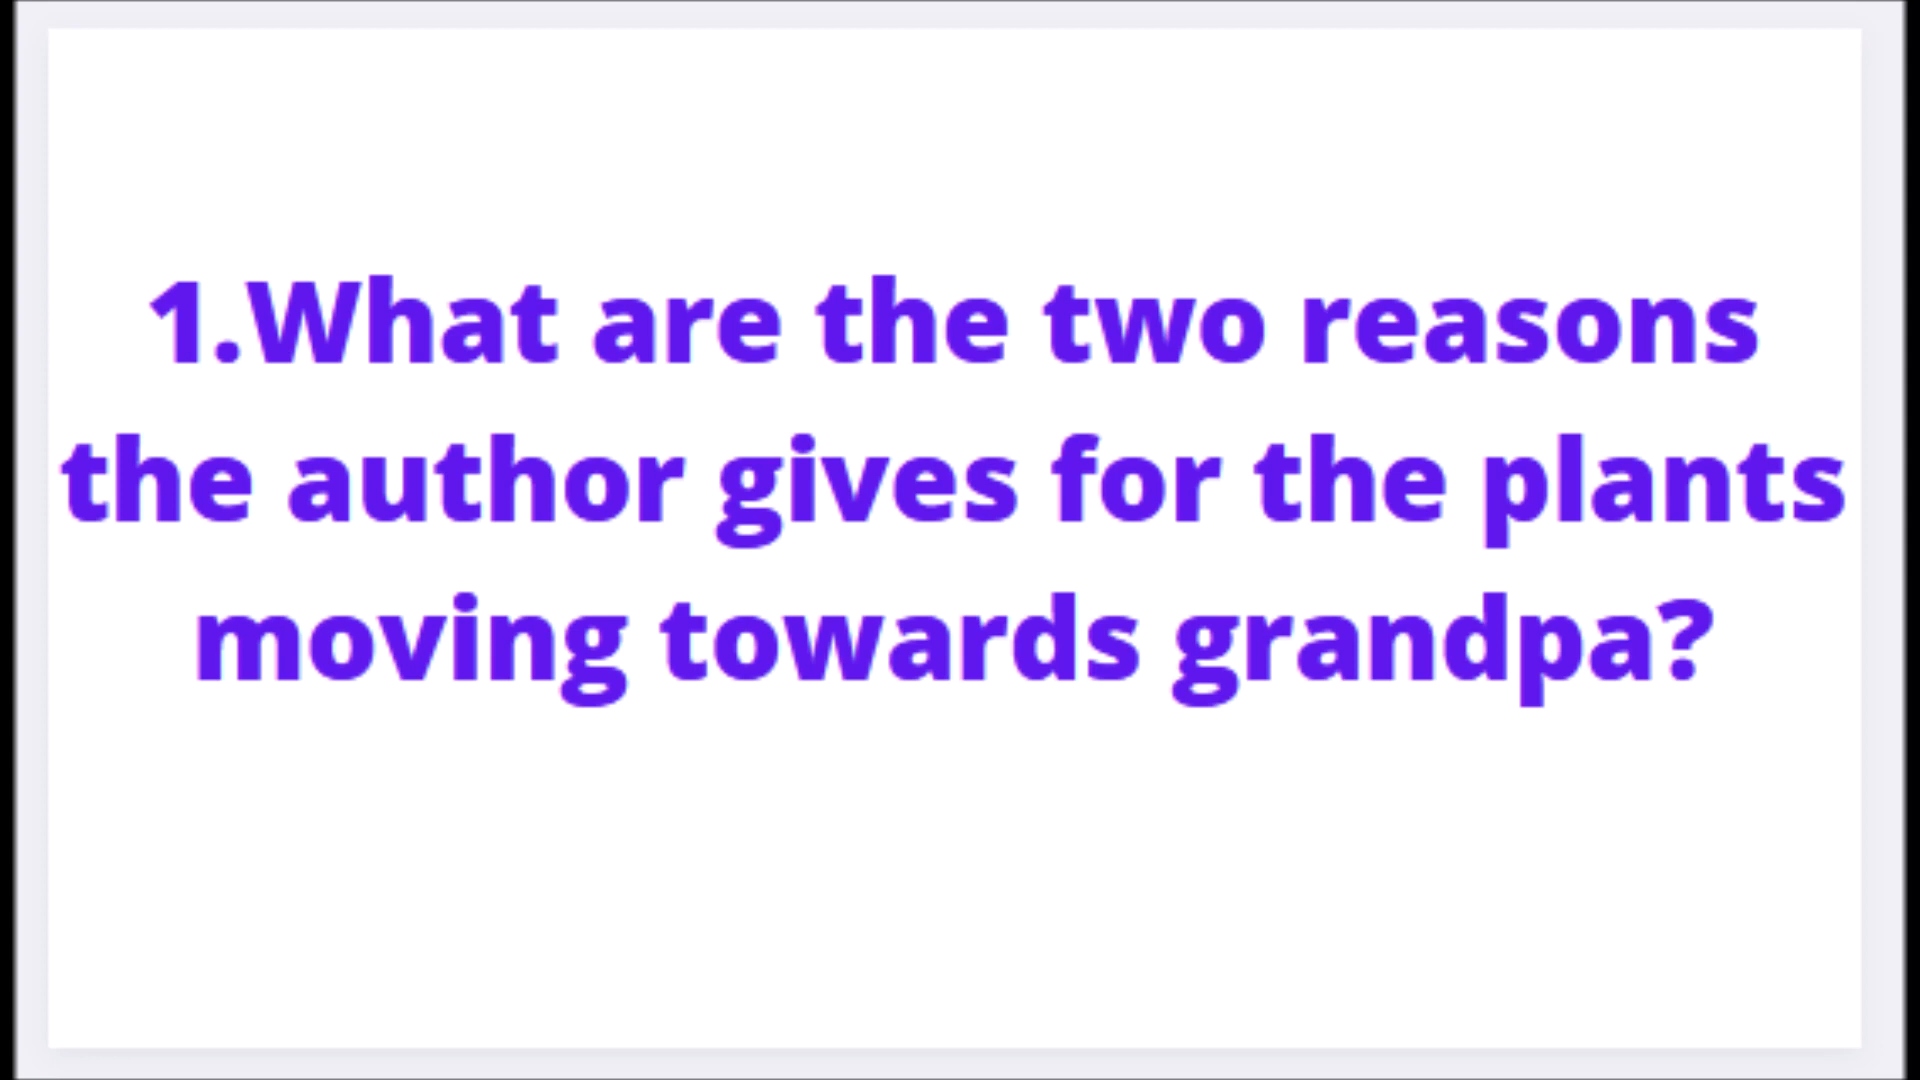 1.What are the two reasons
the author gives for the plants
moving towards grandpa?